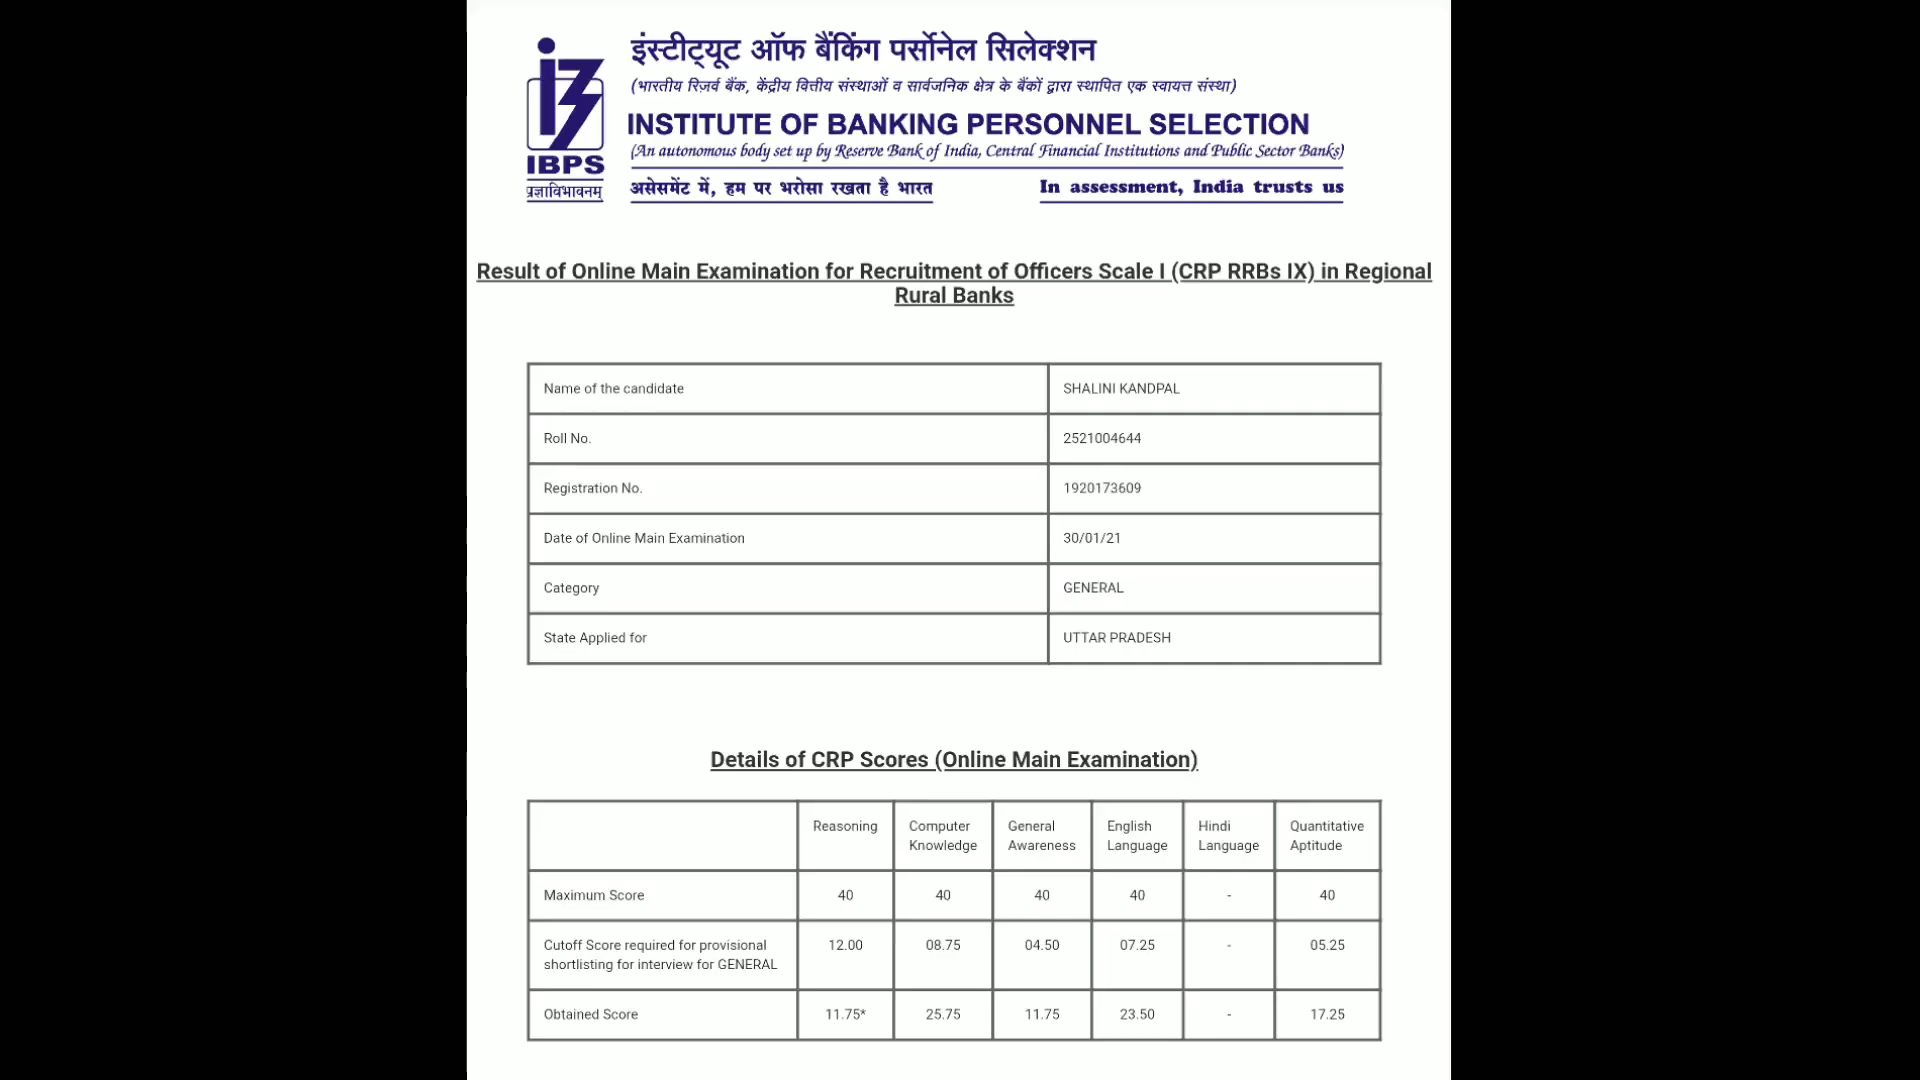 इंस्टीट्यूट ऑफ बैंकिंग पर्सोनेल सिलेक्शन
(भारतीय रिज़र्व बैंक, केंद्रीय वित्तीय संस्थाओं व सार्वजनिक क्षेत्र के बैंकों द्वारा स्थापित एक स्वायत्त संस्था)
INSTITUTE OF BANKING PERSONNEL SELECTION
(An autonomous body set up by Reserve Bank of India, Central Financial Institutions and Public Sector Banks)
IBPS
प्रज्ञाविभावनम्
असेसमेंट में, हम पर भरोसा रखता है भारत
In assessment, India trusts us
Result of Online Main Examination for Recruitment of Officers Scale I (CRP RRBs IX) in Regional
Rural Banks
Name of the candidate SHALINI KANDPAL
Roll No. 2521004644
Registration No. 1920173609
Date of Online Main Examination 30/01/21
Category GENERAL
State Applied for UTTAR PRADESH
Details of CRP Scores (Online Main Examination)
Reasoning Computer General English Hindi Quantitative
Knowledge Awareness Language Language Aptitude
Maximum Score 40 40 40 40 - 40
Cutoff Score required for provisional 12.00 08.75 04.50 07.25 - 05.25
shortlisting for interview for GENERAL
Obtained Score 11.75* 25.75 11.75 23.50 - 17.25